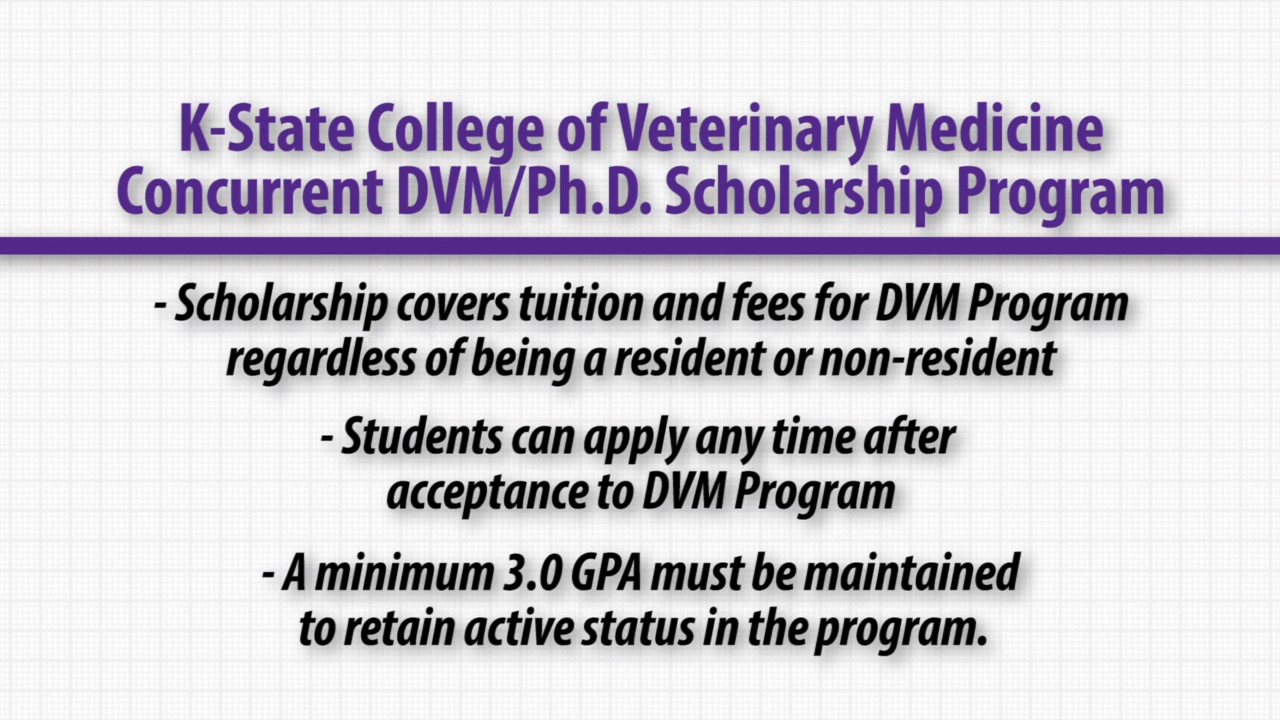 K-State College of Veterinary Medicine
Concurrent DVM/Ph.D. Scholarship Program
- Scholarship covers tuition and fees for DVM Program
regardless of being a resident or non-resident
- Students can apply any time after
acceptance to DVM Program
- A minimum 3.0 GPA must be maintained
to retain active status in the program.